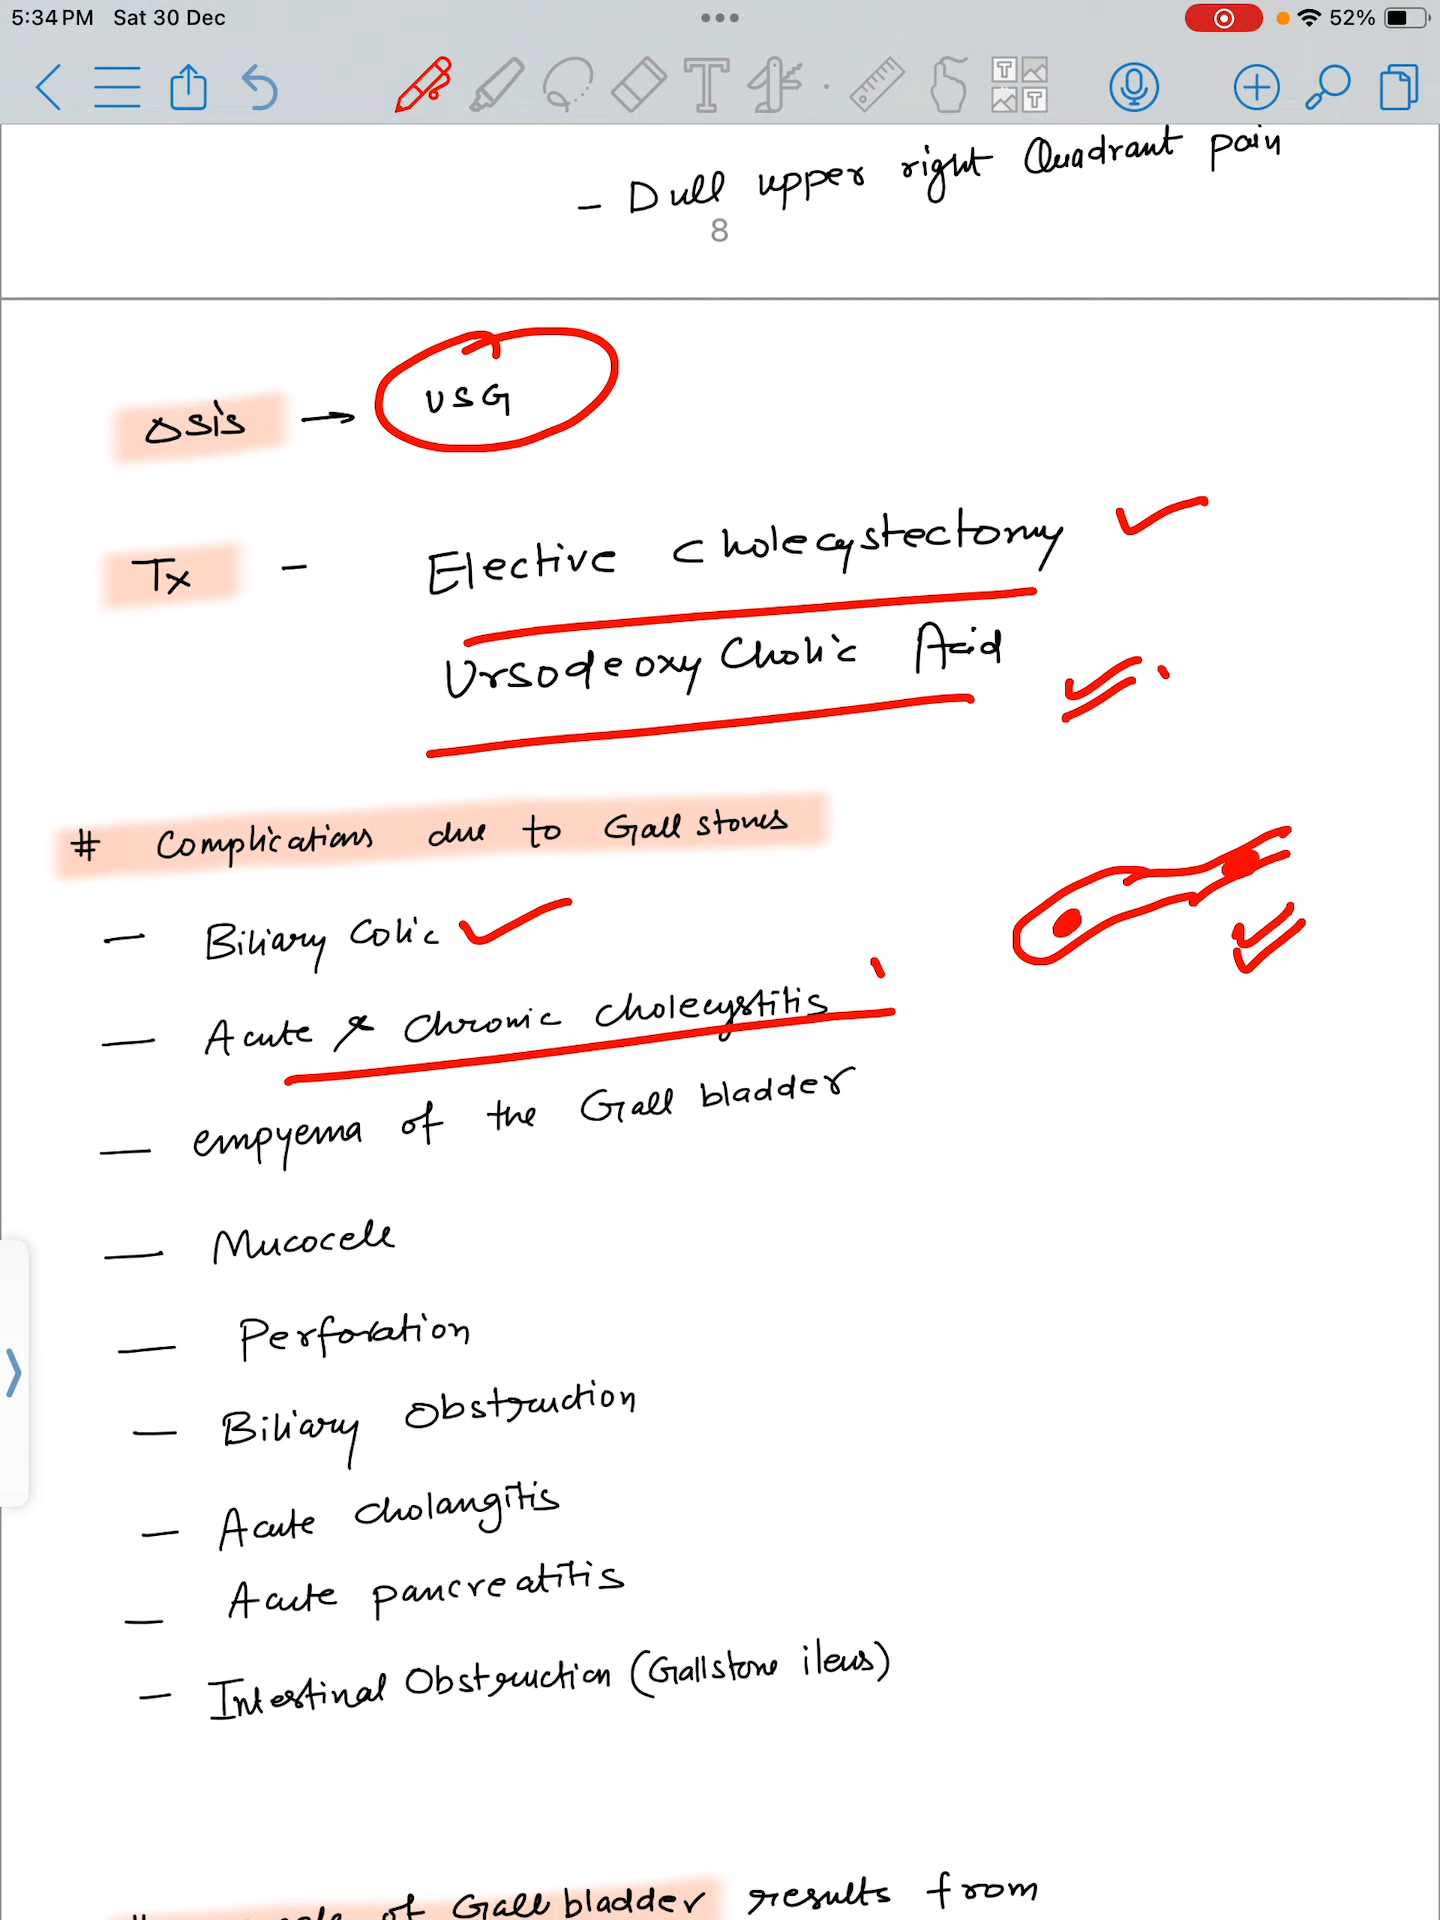 5:34 PM Sat 30 Dec
52%
- Dull upper right Quadrant pain
8
Δsis → USG
Tx - Elective cholecystectomy
Ursodeoxy Cholic Acid
# Complications due to Gall stones
- Biliary Colic
- Acute & Chronic cholecystitis
- empyema of the Gall bladder
- Mucocele
- Perforation
- Biliary Obstruction
- Acute cholangitis
- Acute pancreatitis
- Intestinal Obstruction (Gallstone ileus)
of Gall bladder results from